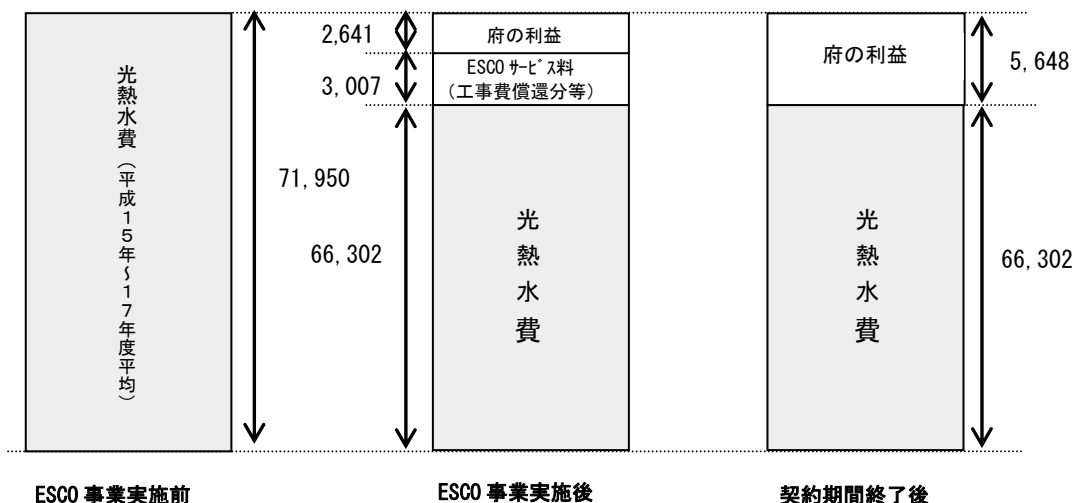 光熱水費（平成１５年～１７年度平均）
71,950
2,641
3,007
66,302
府の利益
ESCO ｻｰﾋﾞｽ料
（工事費償還分等）
光熱水費
府の利益
5,648
光熱水費
66,302
ESCO 事業実施前
ESCO 事業実施後
契約期間終了後